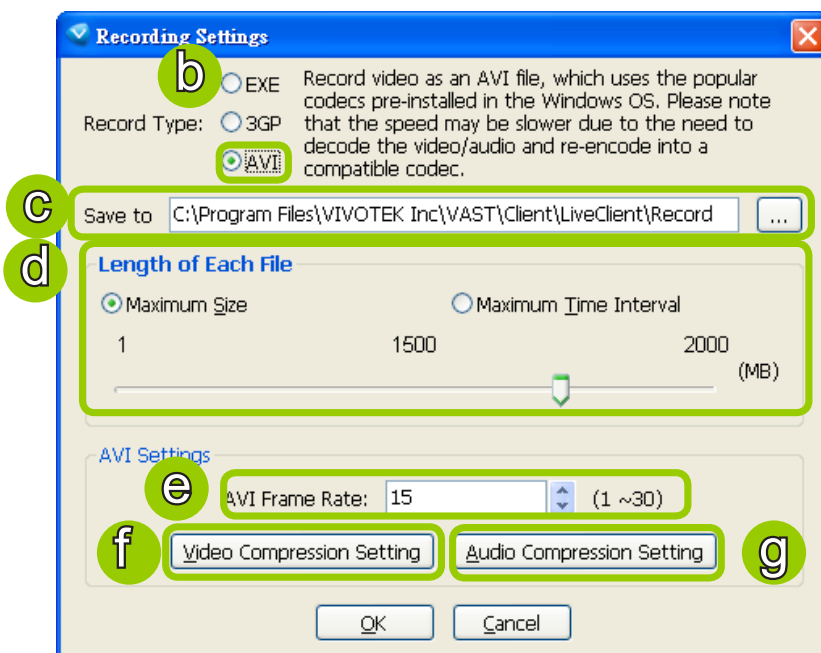 Recording Settings
b
EXE
Record Type:
3GP
AVI
Record video as an AVI file, which uses the popular
codecs pre-installed in the Windows OS. Please note
that the speed may be slower due to the need to
decode the video/audio and re-encode into a
compatible codec.
c
Save to C:\Program Files\VIVOTEK Inc\VAST\Client\LiveClient\Record ...
d
Length of Each File
Maximum Size Maximum Time Interval
1 1500 2000
(MB)
AVI Settings
e
AVI Frame Rate: 15 (1 ~30)
f
Video Compression Setting Audio Compression Setting
g
OK Cancel